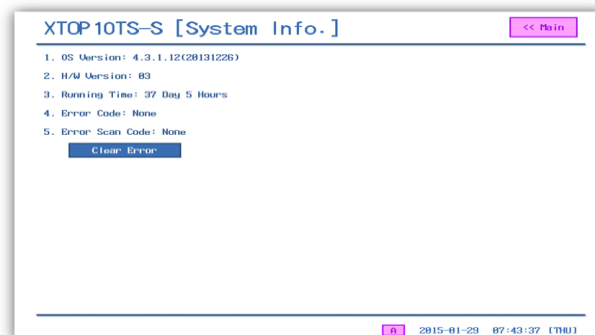 XTOP10TS-S [System Info.]
<< Main
1. OS Version: 4.3.1.12(20131226)
2. H/W Version: 03
3. Running Time: 37 Day 5 Hours
4. Error Code: None
5. Error Scan Code: None
Clear Error
A 2015-01-29 07:43:37 [THU]